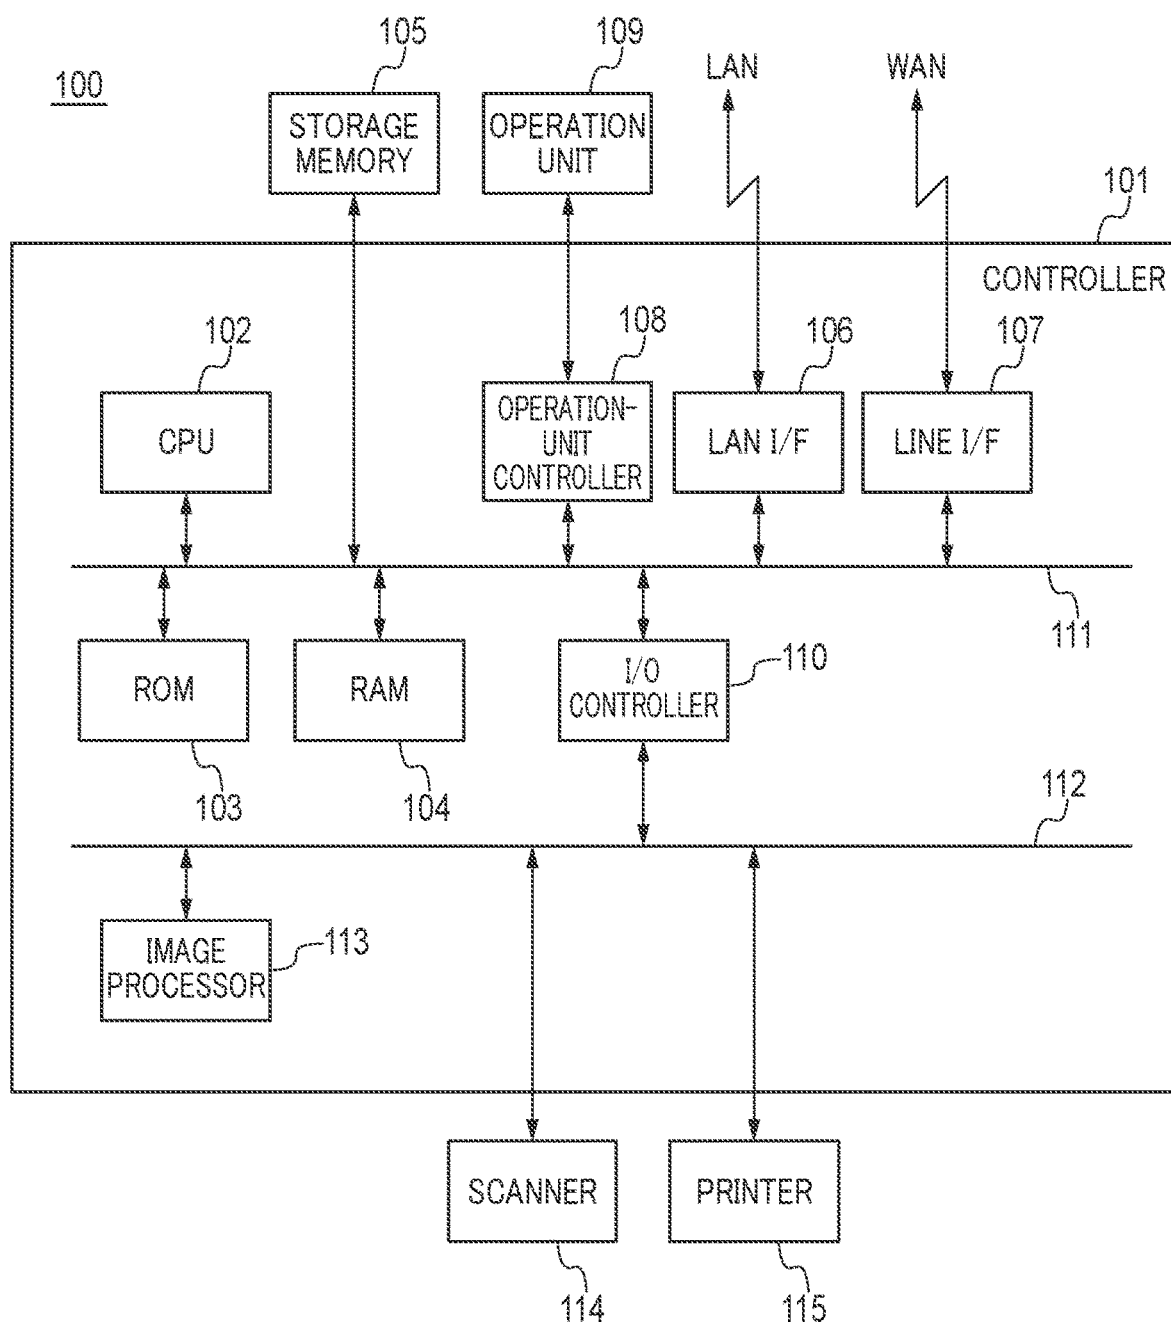 105
109
LAN
WAN
100
STORAGE
MEMORY
OPERATION
UNIT
101
CONTROLLER
102
108
106
107
CPU
OPERATION-
UNIT
CONTROLLER
LAN I/F
LINE I/F
111
ROM
RAM
I/O
CONTROLLER
110
103
104
112
IMAGE
PROCESSOR
113
SCANNER
PRINTER
114
115